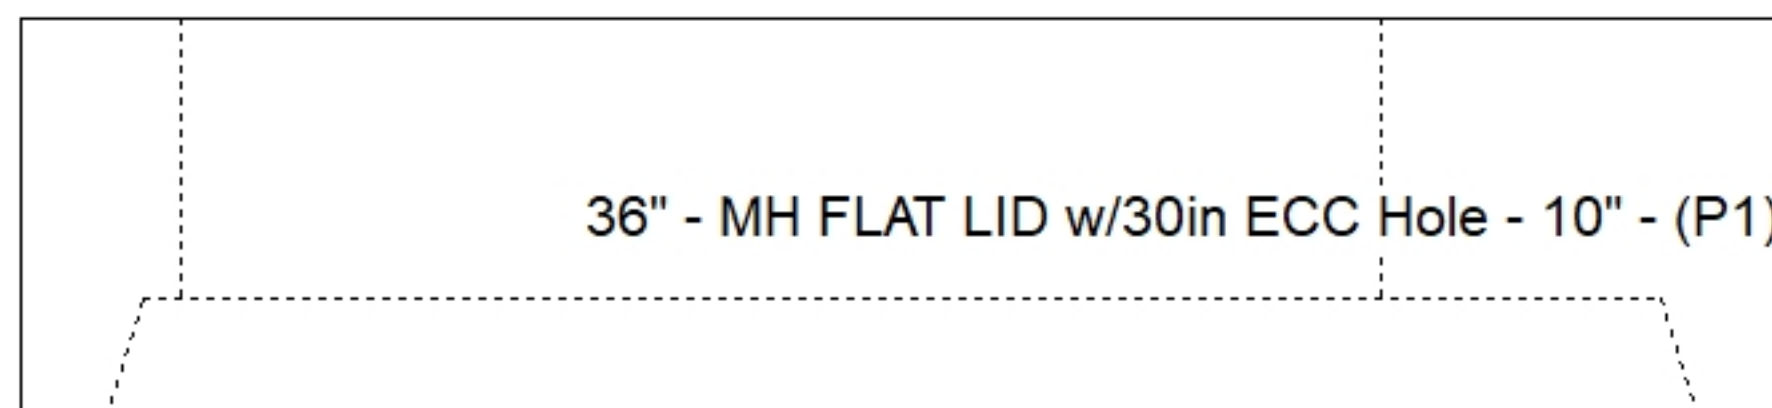 36" - MH FLAT LID w/30in ECC Hole - 10" - (P1)